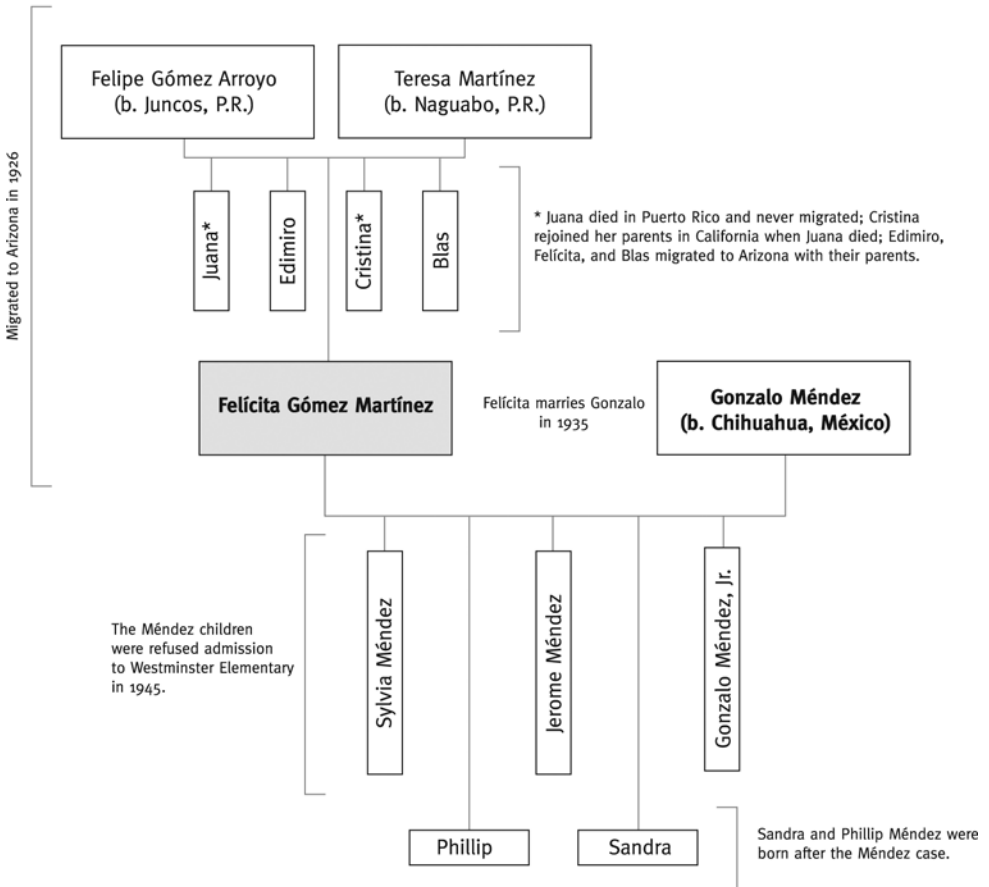 Migrated to Arizona in 1926
Felipe Gómez Arroyo
(b. Juncos, P.R.)
Teresa Martínez
(b. Naguabo, P.R.)
Juana*
Edimiro
Cristina*
Blas
* Juana died in Puerto Rico and never migrated; Cristina
rejoined her parents in California when Juana died; Edimiro,
Felícita, and Blas migrated to Arizona with their parents.
Felícita Gómez Martínez
Felícita marries Gonzalo
in 1935
Gonzalo Méndez
(b. Chihuahua, México)
The Méndez children
were refused admission
to Westminster Elementary
in 1945.
Sylvia Méndez
Jerome Méndez
Gonzalo Méndez, Jr.
Phillip
Sandra
Sandra and Phillip Méndez were
born after the Méndez case.